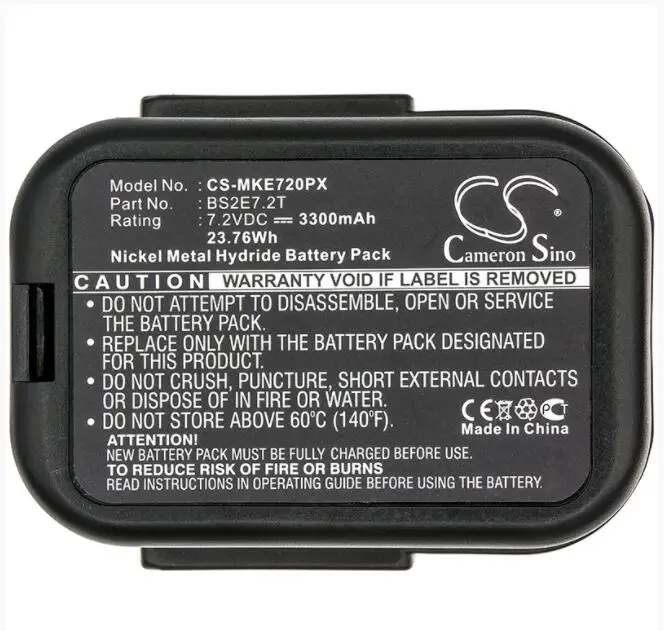 Model No. : CS-MKE720PX
Part No. : BS2E7.2T
Rating : 7.2VDC ⎓ 3300mAh
23.76Wh
Nickel Metal Hydride Battery Pack
CS
Cameron Sino
CAUTION WARRANTY VOID IF LABEL IS REMOVED
• DO NOT ATTEMPT TO DISASSEMBLE, OPEN OR SERVICE
THE BATTERY PACK.
• REPLACE ONLY WITH THE BATTERY PACK DESIGNATED
FOR THIS PRODUCT.
• DO NOT CRUSH, PUNCTURE, SHORT EXTERNAL CONTACTS
OR DISPOSE OF IN FIRE OR WATER.
• DO NOT STORE ABOVE 60°C (140°F).
CE PCT
Made In China
ATTENTION!
NEW BATTERY PACK MUST BE FULLY CHARGED BEFORE USE.
TO REDUCE RISK OF FIRE OR BURNS
READ INSTRUCTIONS IN OPERATING GUIDE BEFORE USING THE BATTERY.